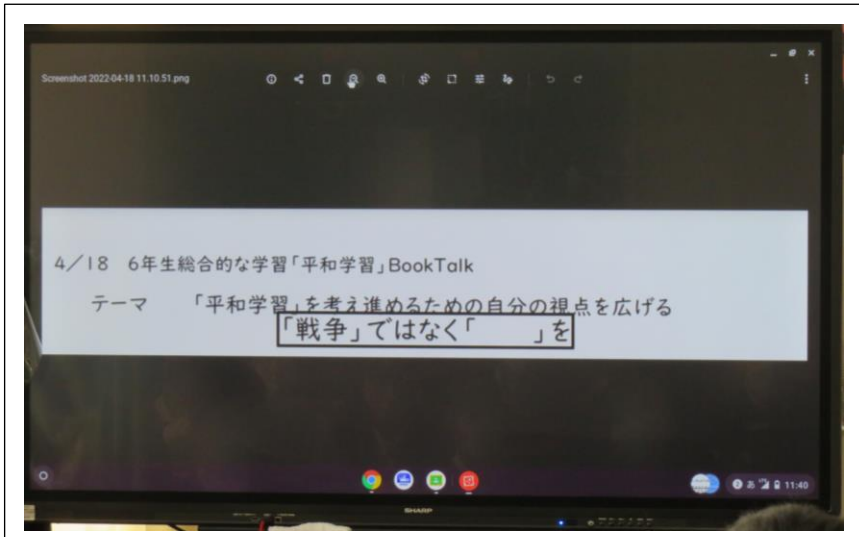 Screenshot 2022-04-18 11.10.51.png
4/18 6年生総合的な学習「平和学習」BookTalk
テーマ 「平和学習」を考え進めるための自分の視点を広げる
「戦争」ではなく「 」を
あ
11:40
SHARP